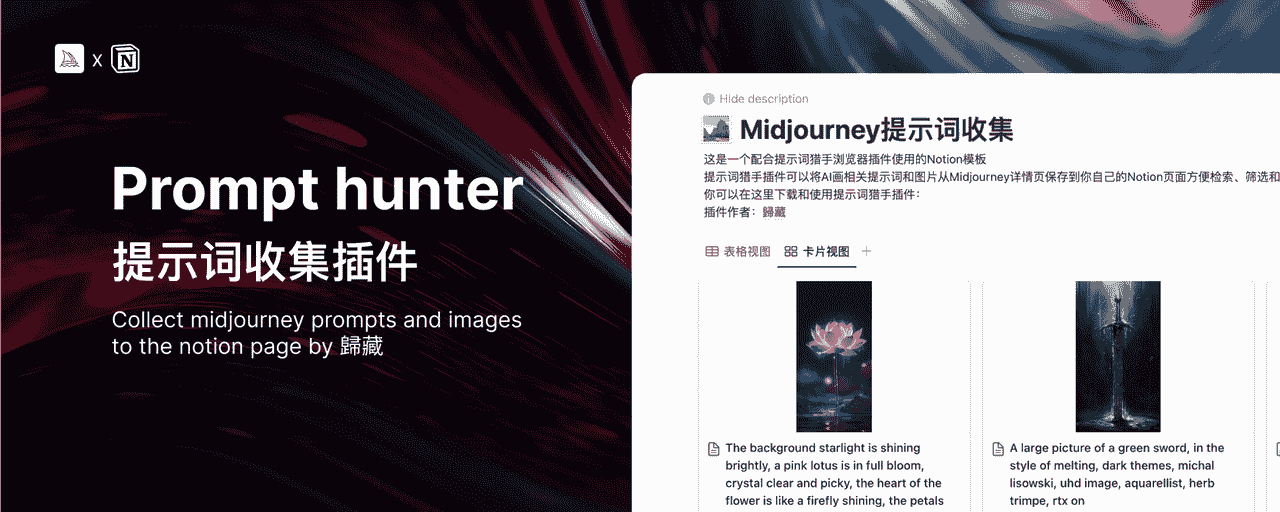 X N
Prompt hunter
提示词收集插件
Collect midjourney prompts and images
to the notion page by 歸藏
Hide description
Midjourney提示词收集
这是一个配合提示词猎手浏览器插件使用的Notion模板
提示词猎手插件可以将AI画相关提示词和图片从Midjourney详情页保存到你自己的Notion页面方便检索、筛选和
你可以在这里下载和使用提示词猎手插件：
插件作者：歸藏
表格视图 卡片视图 +
The background starlight is shining
brightly, a pink lotus is in full bloom,
crystal clear and picky, the heart of the
flower is like a firefly shining, the petals
A large picture of a green sword, in the
style of melting, dark themes, michal
lisowski, uhd image, aquarellist, herb
trimpe, rtx on